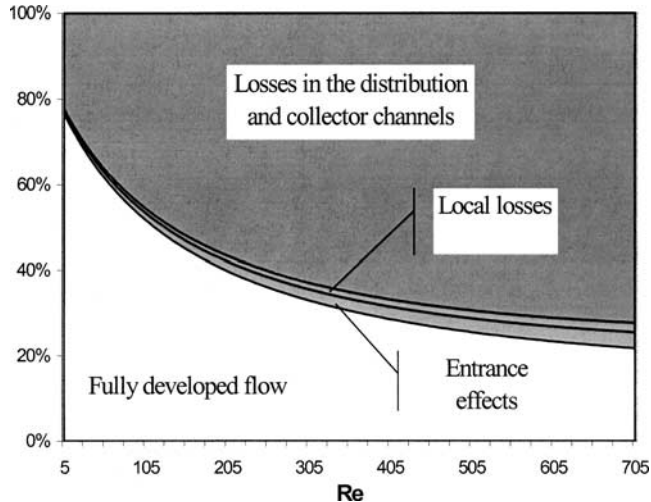 100%
80%
60%
40%
20%
0%
Losses in the distribution
and collector channels
Local losses
Entrance
effects
Fully developed flow
5 105 205 305 405 505 605 705
Re